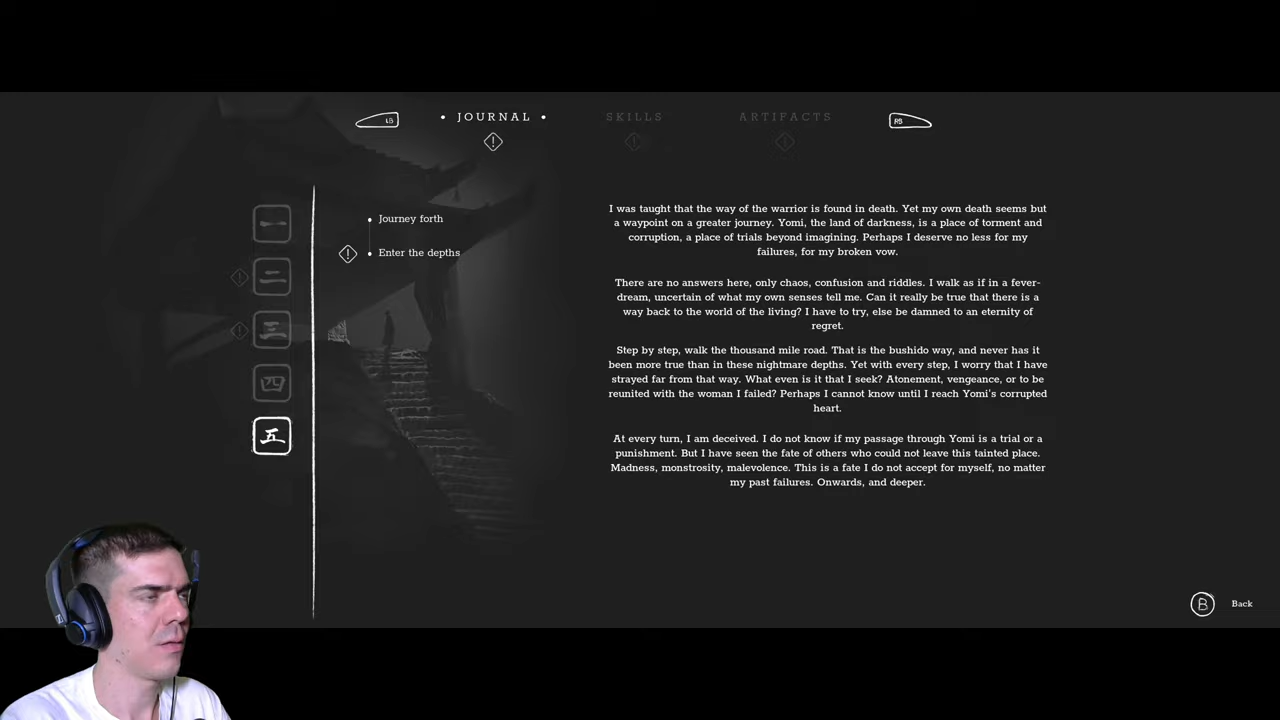 LB
• JOURNAL •
SKILLS
ARTIFACTS
RB
!
!
!
一
! 二
! 三
四
五
Journey forth
! Enter the depths
I was taught that the way of the warrior is found in death. Yet my own death seems but
a waypoint on a greater journey. Yomi, the land of darkness, is a place of torment and
corruption, a place of trials beyond imagining. Perhaps I deserve no less for my
failures, for my broken vow.
There are no answers here, only chaos, confusion and riddles. I walk as if in a fever-
dream, uncertain of what my own senses tell me. Can it really be true that there is a
way back to the world of the living? I have to try, else be damned to an eternity of
regret.
Step by step, walk the thousand mile road. That is the bushido way, and never has it
been more true than in these nightmare depths. Yet with every step, I worry that I have
strayed far from that way. What even is it that I seek? Atonement, vengeance, or to be
reunited with the woman I failed? Perhaps I cannot know until I reach Yomi's corrupted
heart.
At every turn, I am deceived. I do not know if my passage through Yomi is a trial or a
punishment. But I have seen the fate of others who could not leave this tainted place.
Madness, monstrosity, malevolence. This is a fate I do not accept for myself, no matter
my past failures. Onwards, and deeper.
B Back